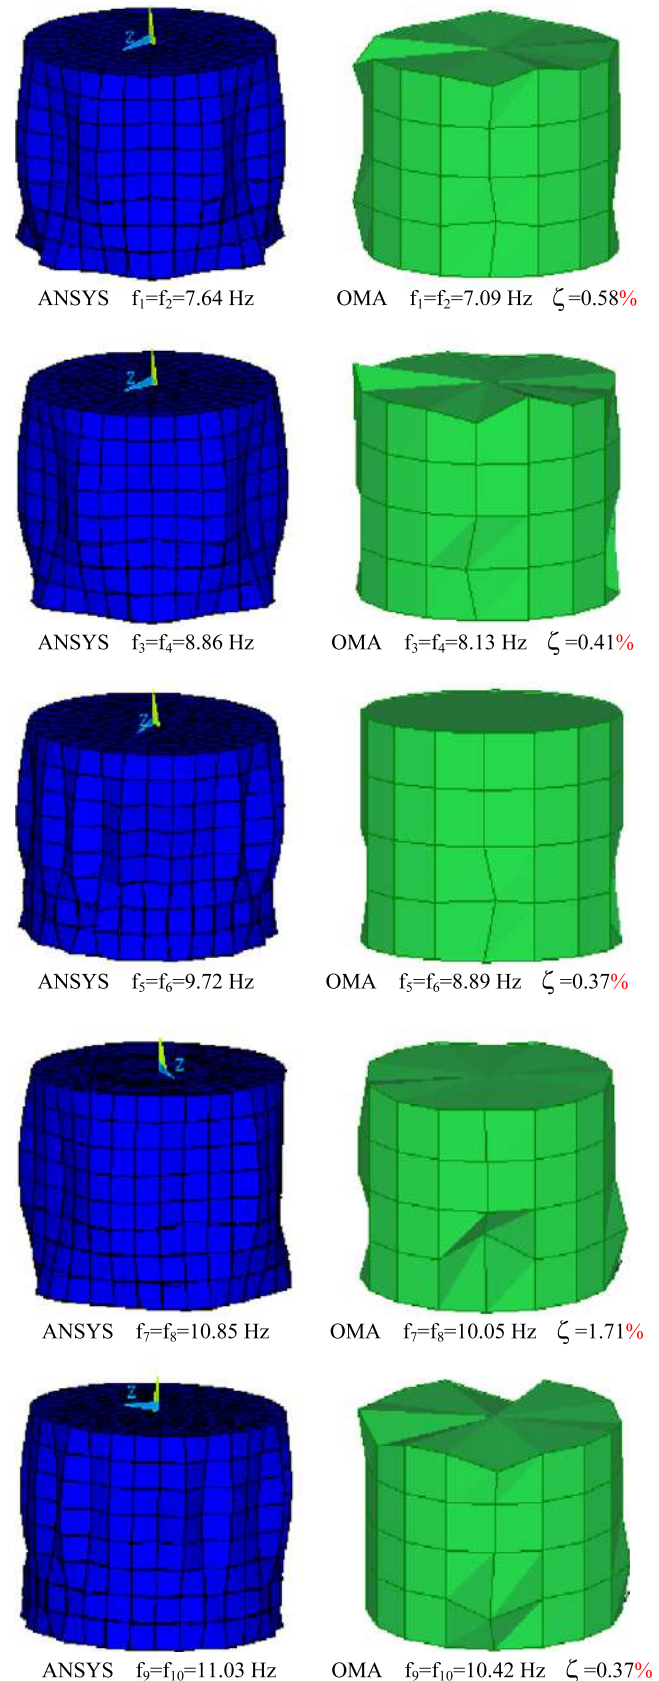 Z
ANSYS f₁=f₂=7.64 Hz OMA f₁=f₂=7.09 Hz ζ=0.58%
Z
ANSYS f₃=f₄=8.86 Hz OMA f₃=f₄=8.13 Hz ζ=0.41%
Z
ANSYS f₅=f₆=9.72 Hz OMA f₅=f₆=8.89 Hz ζ=0.37%
Z
ANSYS f₇=f₈=10.85 Hz OMA f₇=f₈=10.05 Hz ζ=1.71%
Z
ANSYS f₉=f₁₀=11.03 Hz OMA f₉=f₁₀=10.42 Hz ζ=0.37%